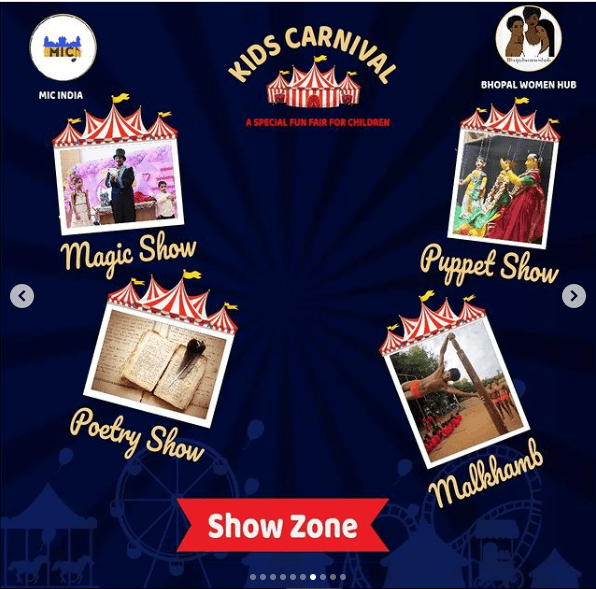 MIC
MIC INDIA
KIDS CARNIVAL
A SPECIAL FUN FAIR FOR CHILDREN
Bhopalwomenhub
BHOPAL WOMEN HUB
Magic Show
Puppet Show
Poetry Show
Malkhamb
Show Zone